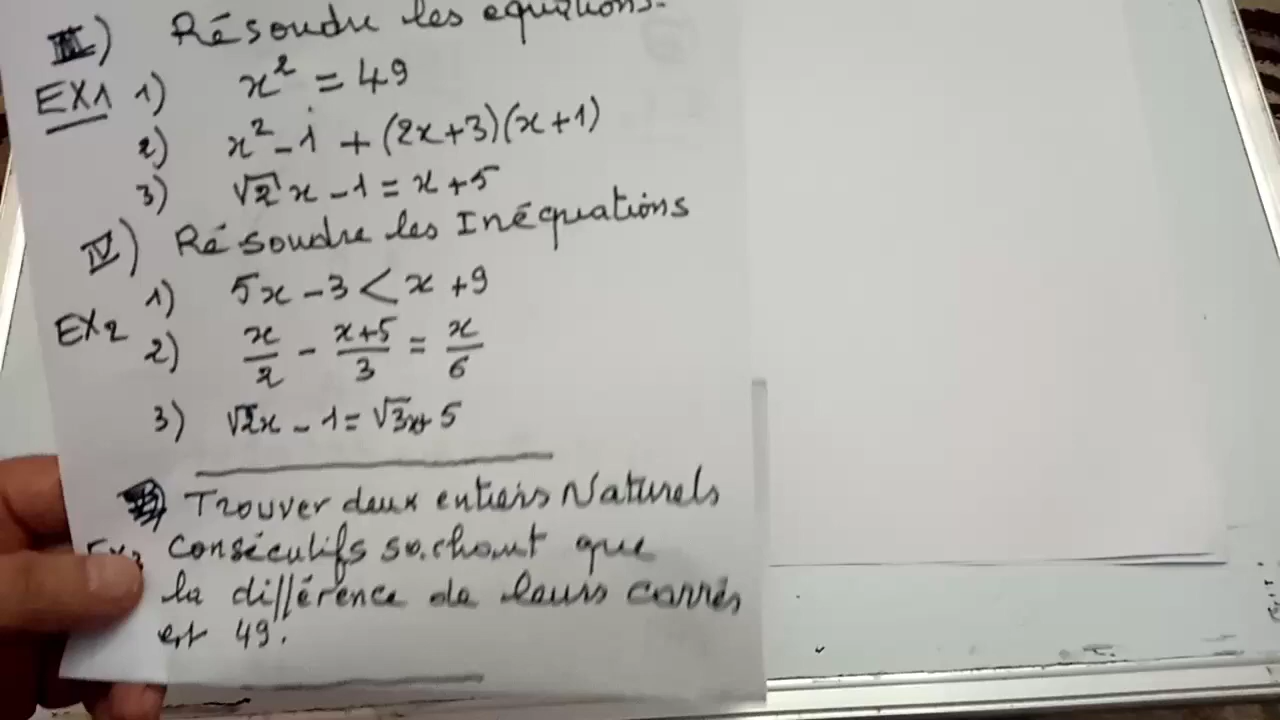 III) Résoudre les equations.
EX1 1) x² = 49
2) x² - 1 + (2x+3)(x+1)
3) √2 x - 1 = x + 5
IV) Résoudre les Inéquations
1) 5x - 3 < x + 9
EX2
2) x/2 - (x+5)/3 = x/6
3) √2x - 1 = √3x + 5
Trouver deux entiers Naturels
consécutifs sachant que
la différence de leurs carrés
est 49.